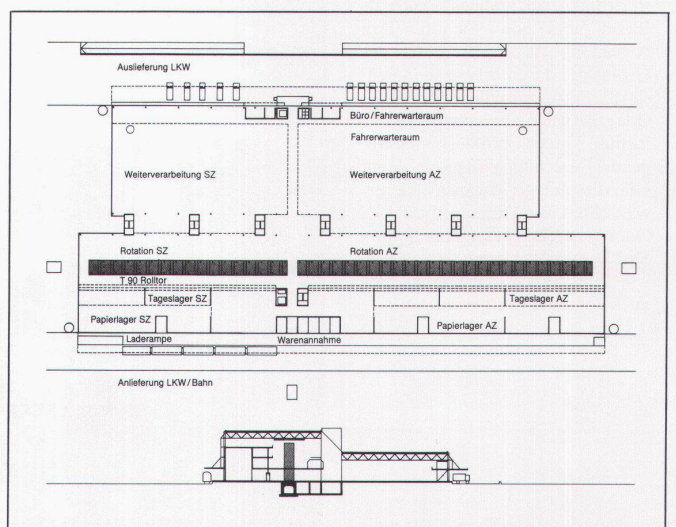 Auslieferung LKW
Büro/Fahrerwarteraum
Fahrerwarteraum
Weiterverarbeitung SZ
Weiterverarbeitung AZ
Rotation SZ
Rotation AZ
T 90 Rolltor
Tageslager SZ
Tageslager AZ
Papierlager SZ
Papierlager AZ
Laderampe
Warenannahme
Anlieferung LKW/Bahn